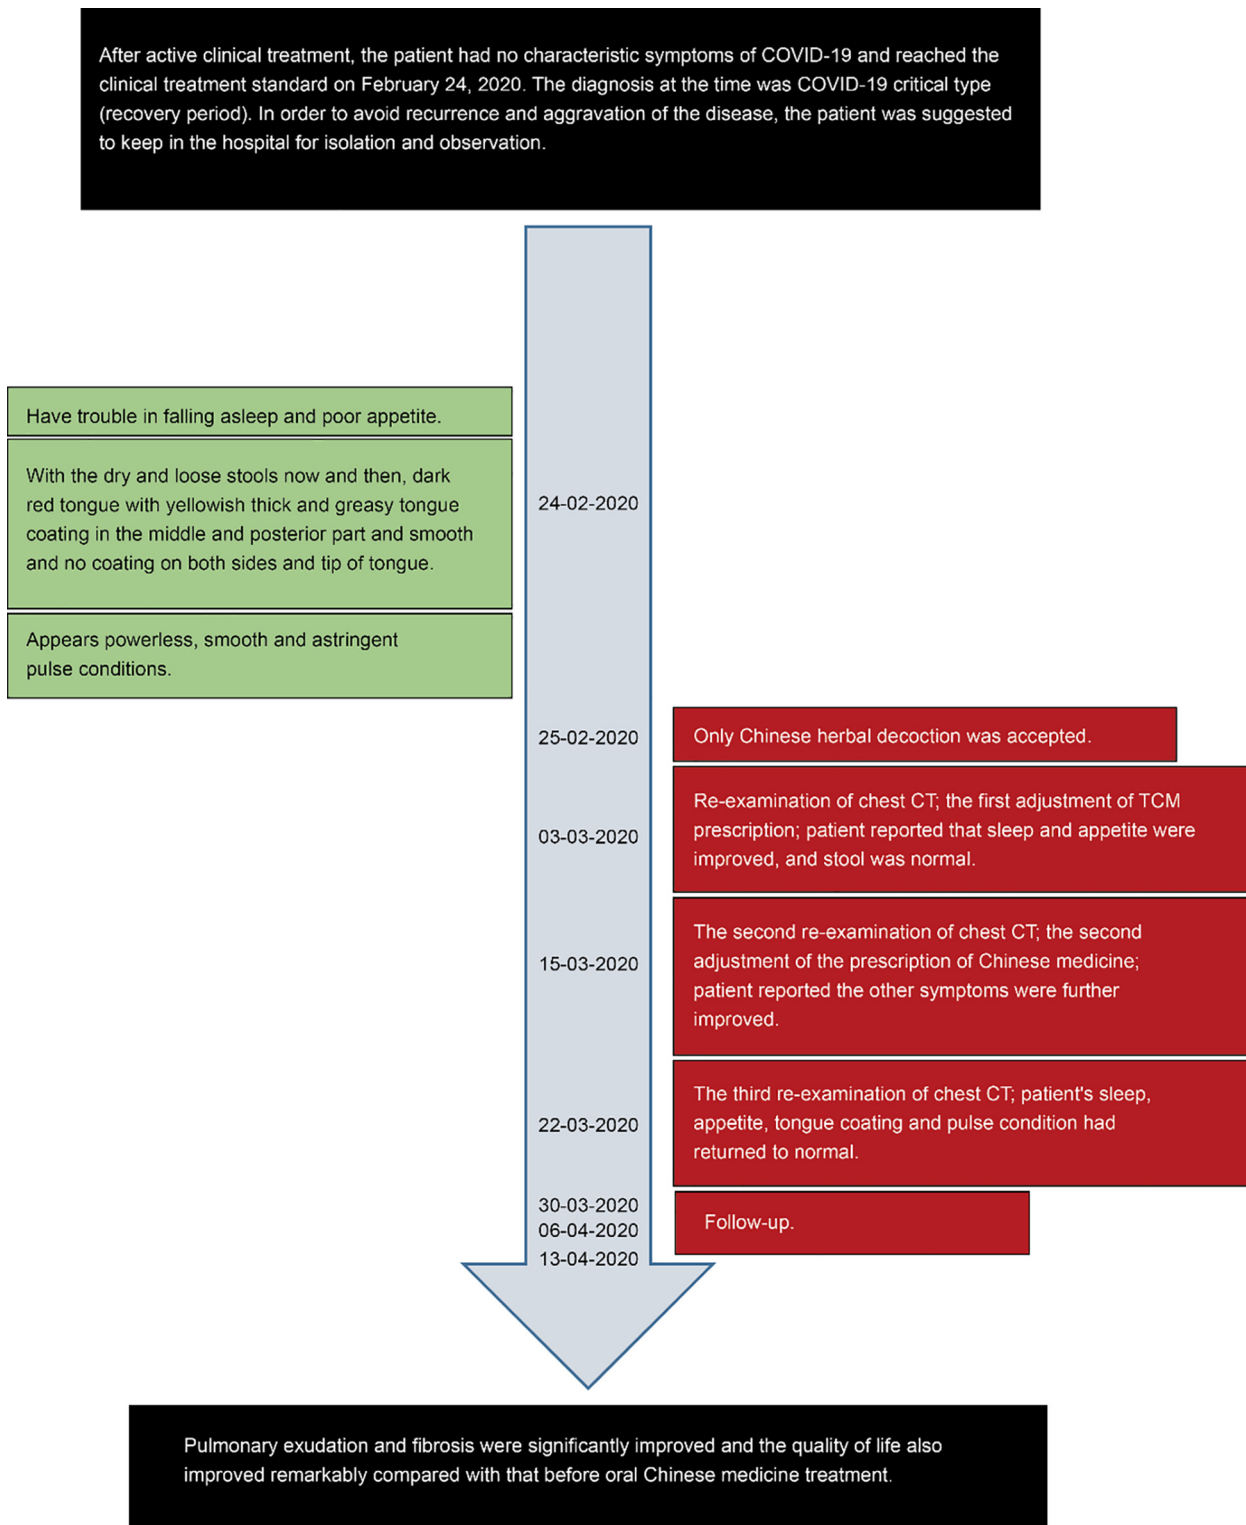 After active clinical treatment, the patient had no characteristic symptoms of COVID-19 and reached the
clinical treatment standard on February 24, 2020. The diagnosis at the time was COVID-19 critical type
(recovery period). In order to avoid recurrence and aggravation of the disease, the patient was suggested
to keep in the hospital for isolation and observation.
Have trouble in falling asleep and poor appetite.
With the dry and loose stools now and then, dark
red tongue with yellowish thick and greasy tongue
coating in the middle and posterior part and smooth
and no coating on both sides and tip of tongue.
Appears powerless, smooth and astringent
pulse conditions.
24-02-2020
25-02-2020
Only Chinese herbal decoction was accepted.
03-03-2020
Re-examination of chest CT; the first adjustment of TCM
prescription; patient reported that sleep and appetite were
improved, and stool was normal.
15-03-2020
The second re-examination of chest CT; the second
adjustment of the prescription of Chinese medicine;
patient reported the other symptoms were further
improved.
22-03-2020
The third re-examination of chest CT; patient's sleep,
appetite, tongue coating and pulse condition had
returned to normal.
30-03-2020
06-04-2020
13-04-2020
Follow-up.
Pulmonary exudation and fibrosis were significantly improved and the quality of life also
improved remarkably compared with that before oral Chinese medicine treatment.